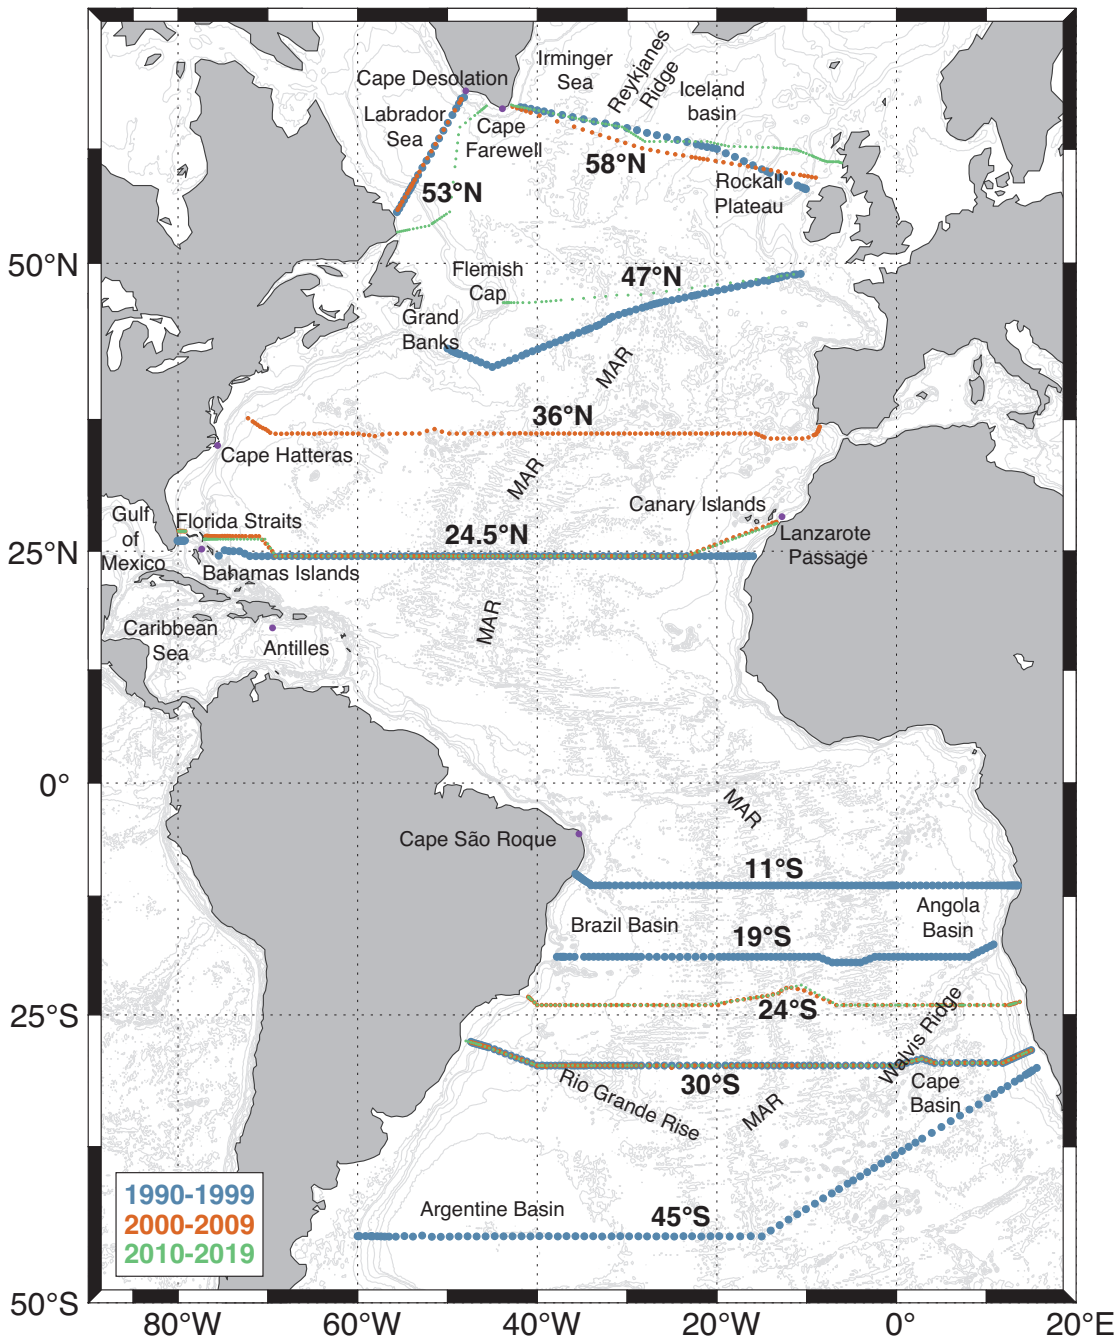 Cape Desolation
Irminger
Sea
Reykjanes
Ridge
Iceland
basin
Labrador
Sea
Cape
Farewell
58°N
53°N
Rockall
Plateau
50°N
Flemish
Cap
47°N
Grand
Banks
MAR
36°N
Cape Hatteras
MAR
Canary Islands
Gulf
of
Mexico
Florida Straits
24.5°N
Lanzarote
Passage
25°N
Bahamas Islands
MAR
Caribbean
Sea
Antilles
0°
MAR
Cape São Roque
11°S
Brazil Basin
Angola
Basin
19°S
24°S
25°S
Walvis Ridge
Rio Grande Rise
30°S
MAR
Cape
Basin
1990-1999
2000-2009
2010-2019
Argentine Basin
45°S
50°S
80°W
60°W
40°W
20°W
0°
20°E